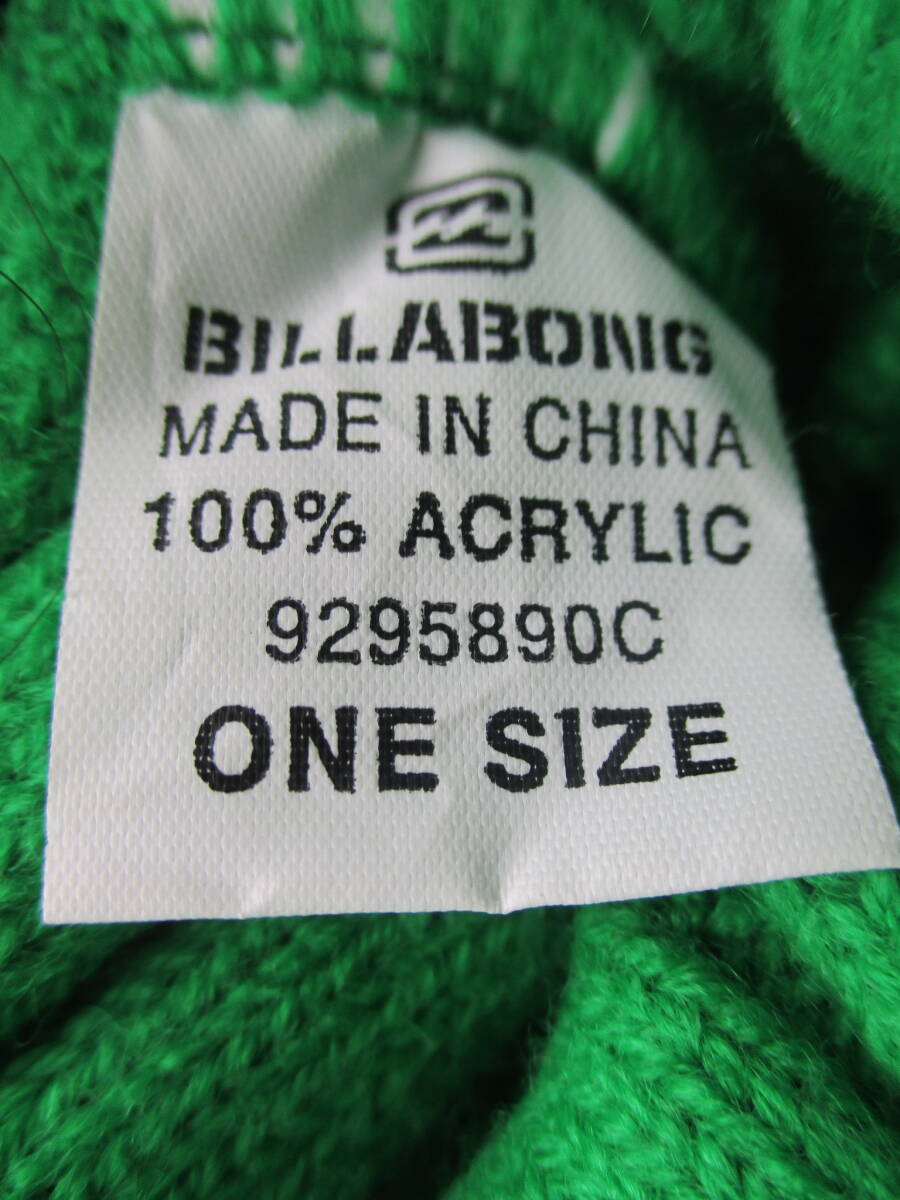 BILLABONG
MADE IN CHINA
100% ACRYLIC
9295890C
ONE SIZE